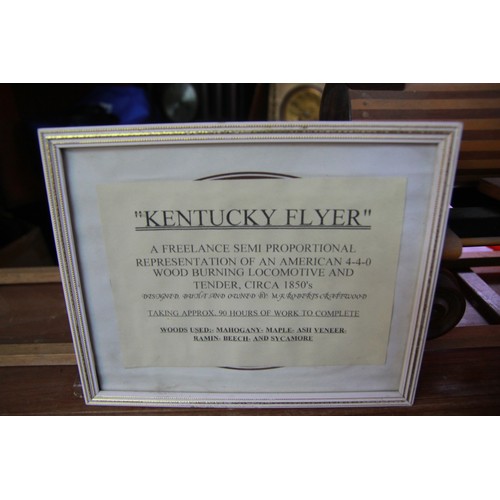 "KENTUCKY FLYER"
A FREELANCE SEMI PROPORTIONAL
REPRESENTATION OF AN AMERICAN 4-4-0
WOOD BURNING LOCOMOTIVE AND
TENDER, CIRCA 1850's
DESIGNED, BUILT AND OWNED BY: M.K ROBERTS CRAFTWOOD
TAKING APPROX, 90 HOURS OF WORK TO COMPLETE
WOODS USED:- MAHOGANY- MAPLE- ASH VENEER-
RAMIN- BEECH- AND SYCAMORE